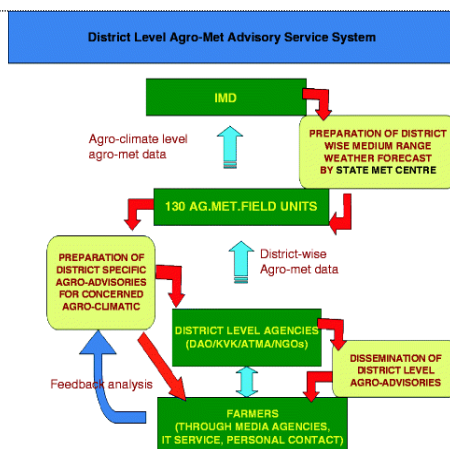 District Level Agro-Met Advisory Service System
IMD
Agro-climate level
agro-met data
PREPARATION OF DISTRICT
WISE MEDIUM RANGE
WEATHER FORECAST
BY STATE MET CENTRE
130 AG.MET.FIELD UNITS
PREPARATION OF
DISTRICT SPECIFIC
AGRO-ADVISORIES
FOR CONCERNED
AGRO-CLIMATIC
District-wise
Agro-met data
DISTRICT LEVEL AGENCIES
(DAO/KVK/ATMA/NGOs)
DISSEMINATION OF
DISTRICT LEVEL
AGRO-ADVISORIES
Feedback analysis
FARMERS
(THROUGH MEDIA AGENCIES,
IT SERVICE, PERSONAL CONTACT)